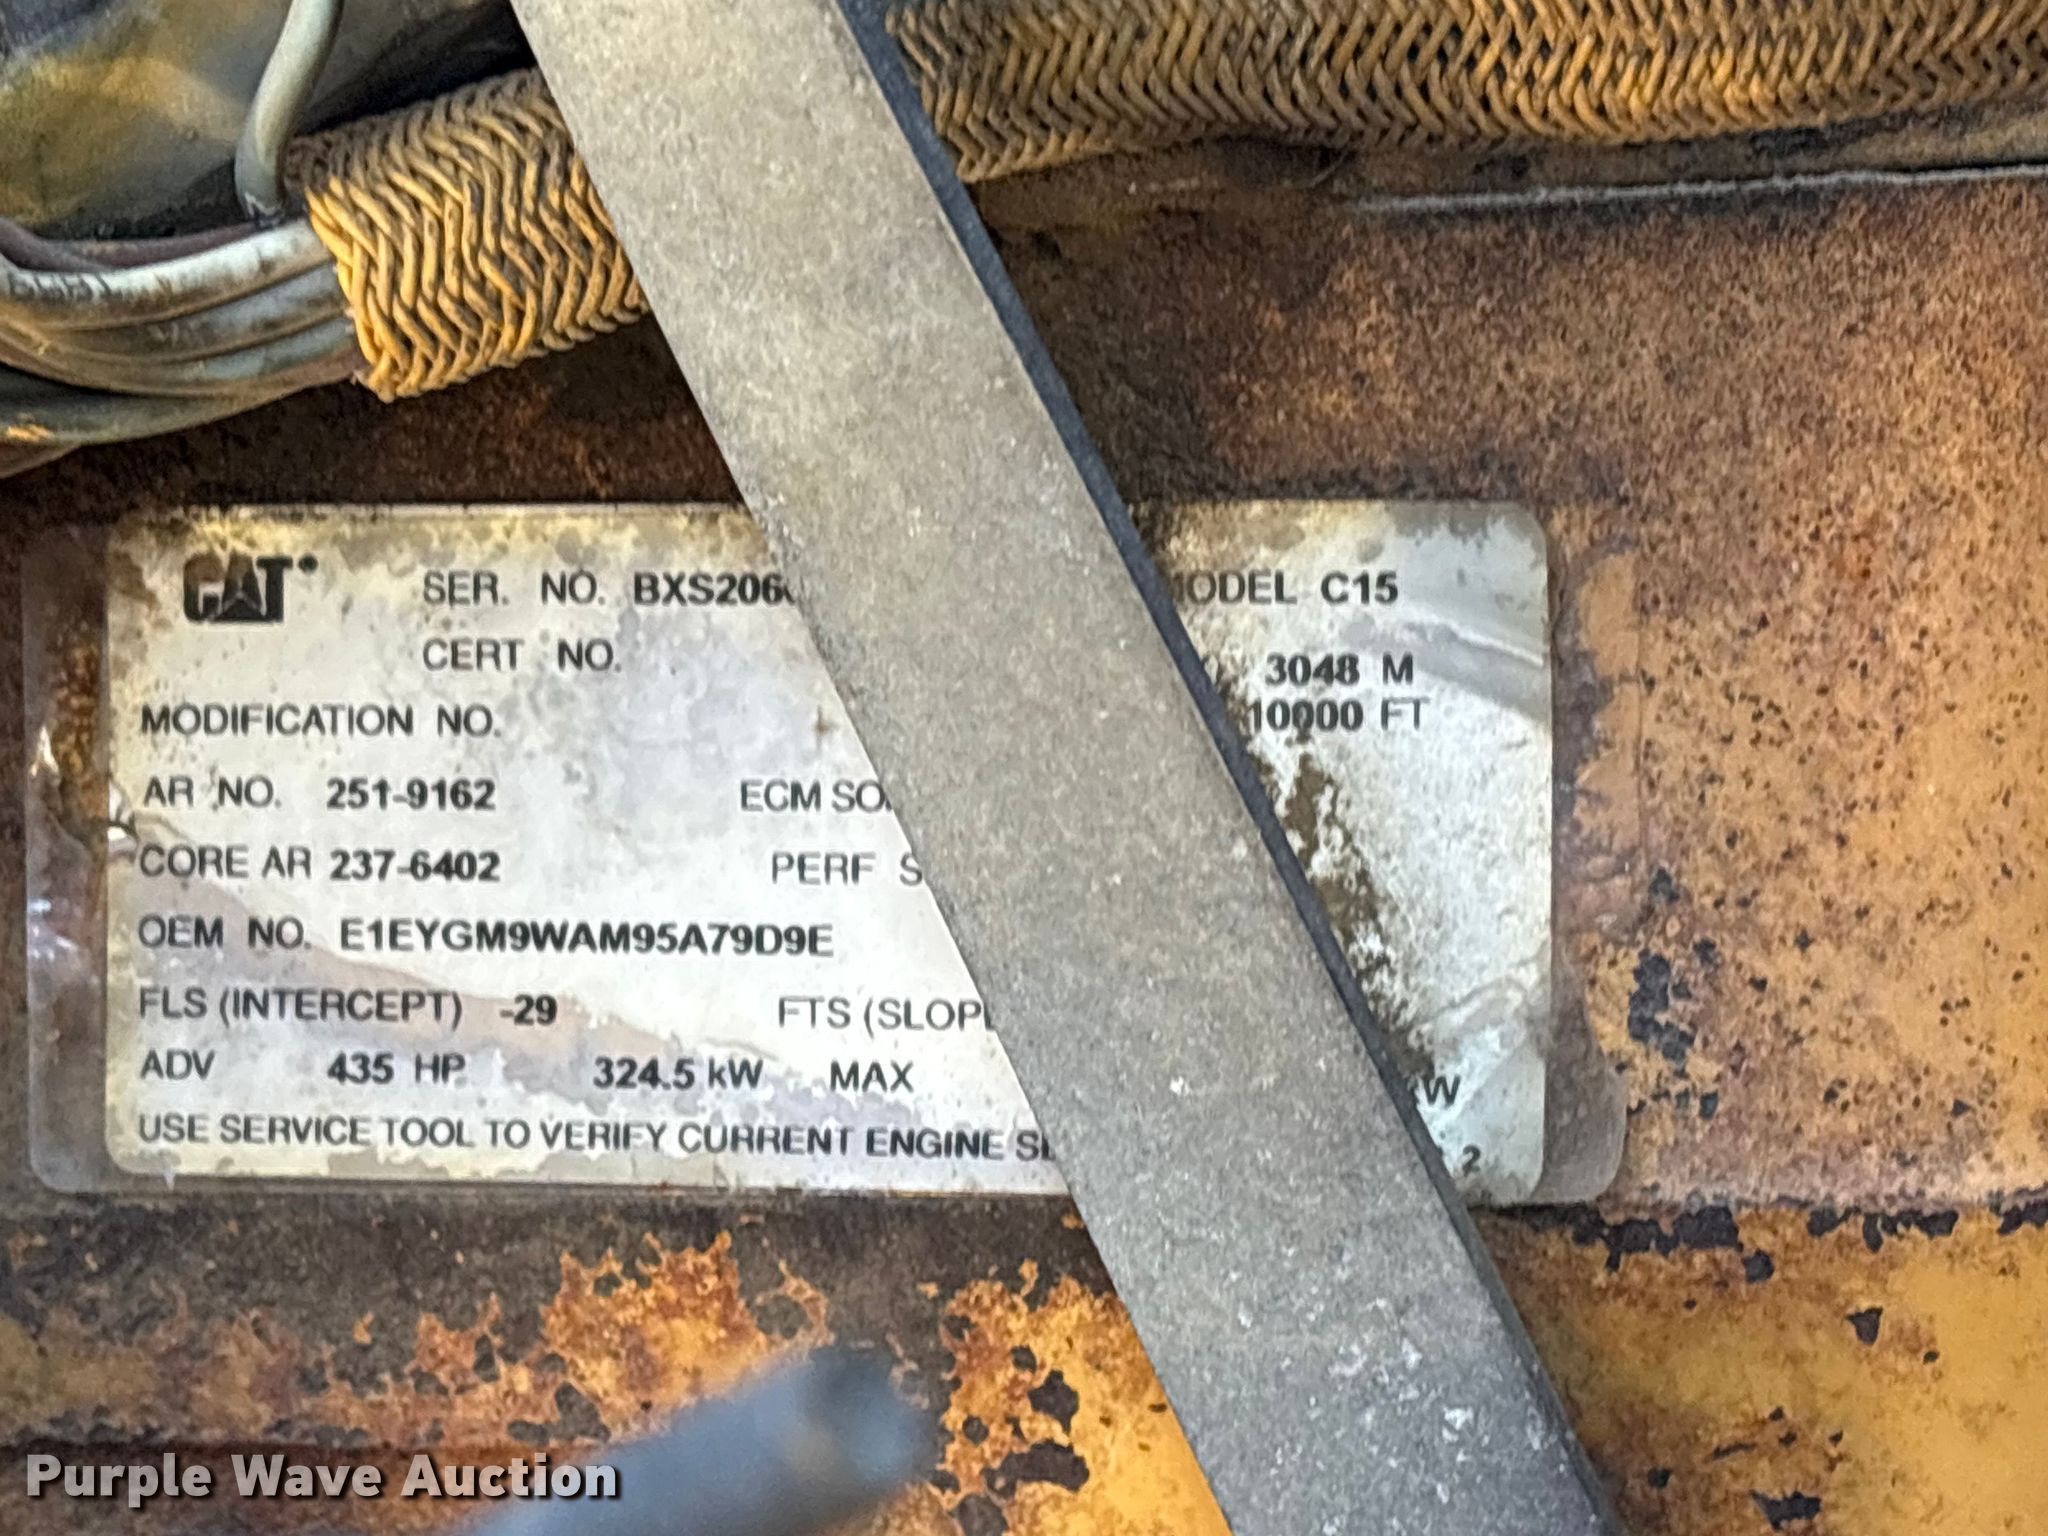 CAT SER. NO. BXS206 MODEL C15
CERT NO. 3048 M
MODIFICATION NO. 10000 FT
AR NO. 251-9162 ECM
CORE AR 237-6402 PERF
OEM NO. E1EYGM9WAM95A79D9E
FLS (INTERCEPT) -29 FTS (SLOPE
ADV 435 HP 324.5 kW MAX W
USE SERVICE TOOL TO VERIFY CURRENT ENGINE 2
Purple Wave Auction